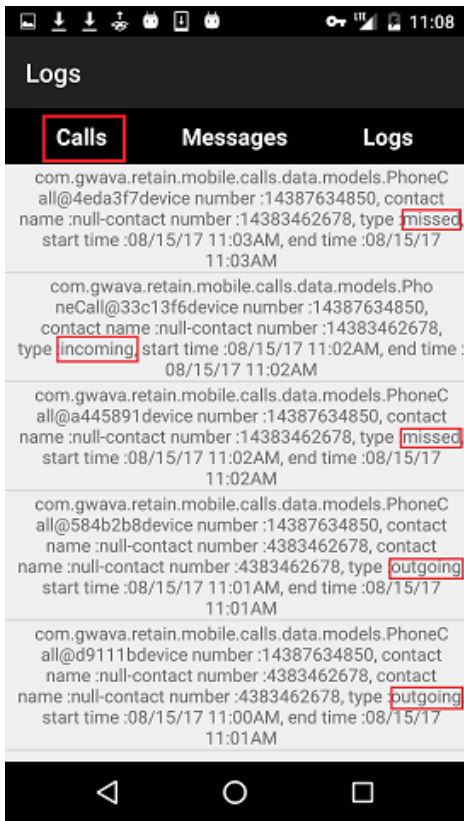 LTE 11:08
Logs
Calls Messages Logs
com.gwava.retain.mobile.calls.data.models.PhoneC
all@4eda3f7device number :14387634850, contact
name :null-contact number :14383462678, type :missed,
start time :08/15/17 11:03AM, end time :08/15/17
11:03AM
com.gwava.retain.mobile.calls.data.models.Pho
neCall@33c13f6device number :14387634850,
contact name :null-contact number :14383462678,
type :incoming, start time :08/15/17 11:02AM, end time :
08/15/17 11:02AM
com.gwava.retain.mobile.calls.data.models.PhoneC
all@a445891device number :14387634850, contact
name :null-contact number :14383462678, type :missed,
start time :08/15/17 11:02AM, end time :08/15/17
11:02AM
com.gwava.retain.mobile.calls.data.models.PhoneC
all@584b2b8device number :14387634850, contact
name :null-contact number :4383462678, contact
name :null-contact number :4383462678, type :outgoing
start time :08/15/17 11:01AM, end time :08/15/17
11:01AM
com.gwava.retain.mobile.calls.data.models.PhoneC
all@d9111bdevice number :14387634850, contact
name :null-contact number :4383462678, contact
name :null-contact number :4383462678, type :outgoing
start time :08/15/17 11:00AM, end time :08/15/17
11:01AM